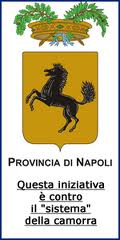 PROVINCIA DI NAPOLI
Questa iniziativa
è contro
il "sistema"
della camorra